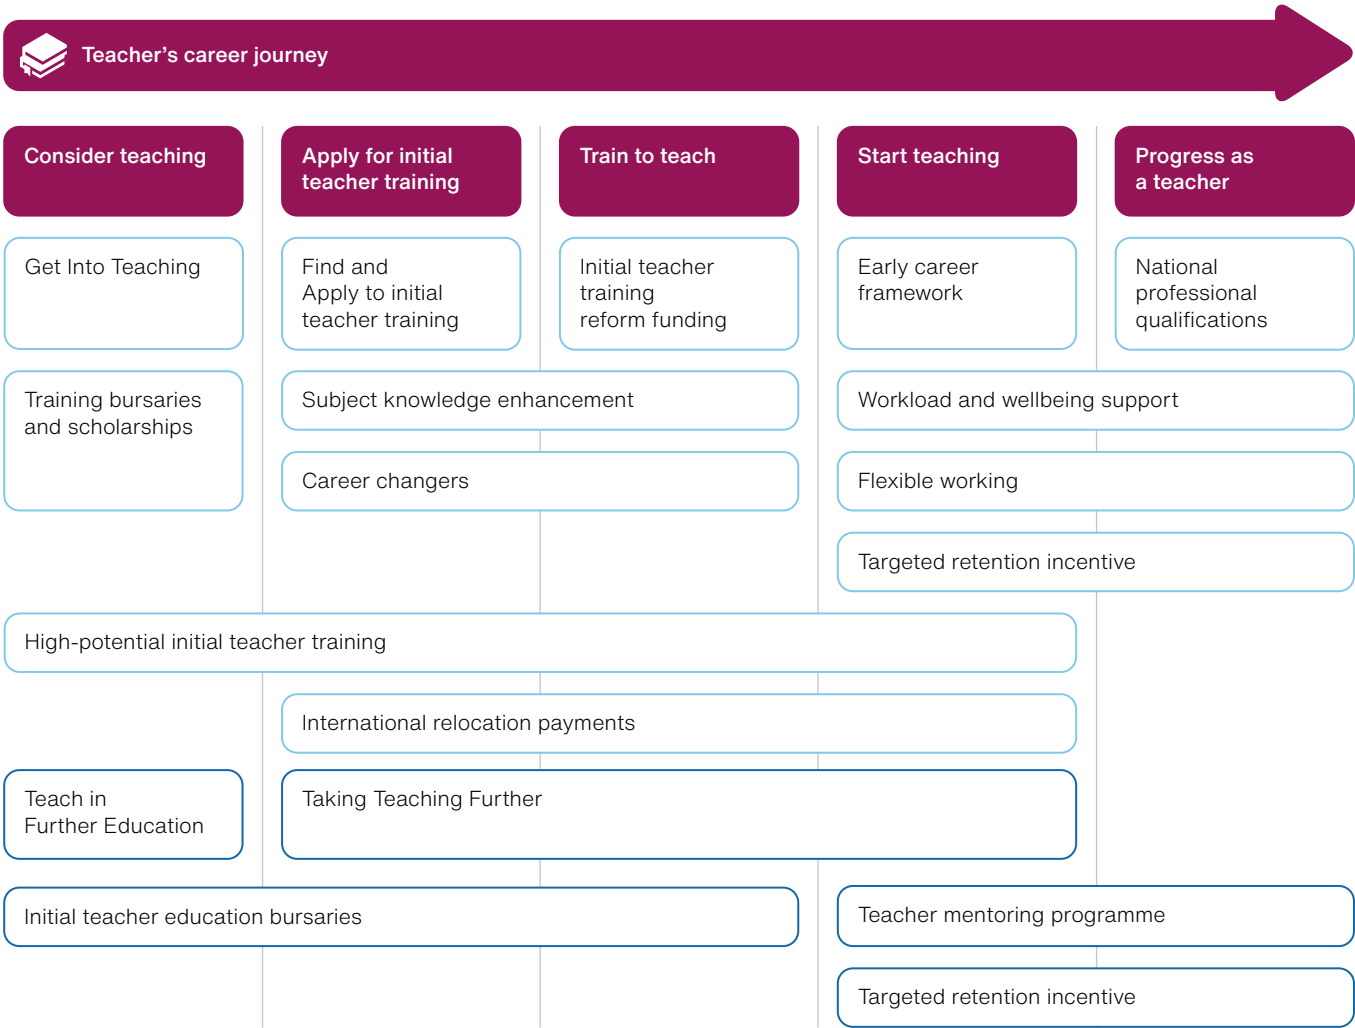 Teacher’s career journey
Consider teaching
Apply for initial
teacher training
Train to teach
Start teaching
Progress as
a teacher
Get Into Teaching
Find and
Apply to initial
teacher training
Initial teacher
training
reform funding
Early career
framework
National
professional
qualifications
Training bursaries
and scholarships
Subject knowledge enhancement
Workload and wellbeing support
Career changers
Flexible working
Targeted retention incentive
High-potential initial teacher training
International relocation payments
Teach in
Further Education
Taking Teaching Further
Initial teacher education bursaries
Teacher mentoring programme
Targeted retention incentive